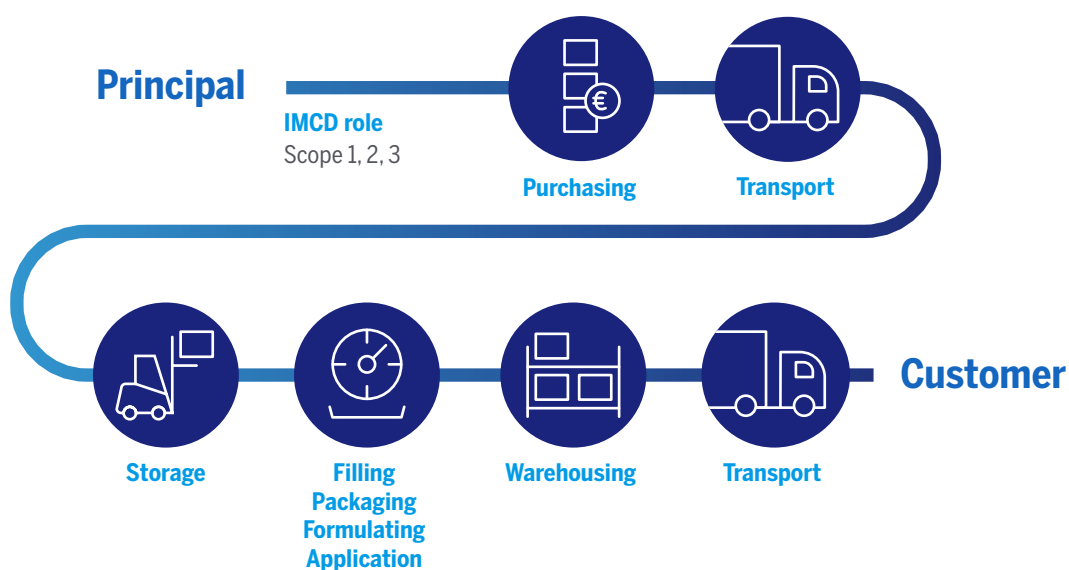 Principal
IMCD role
Scope 1, 2, 3
€
Purchasing
Transport
Customer
Storage
Filling
Packaging
Formulating
Application
Warehousing
Transport